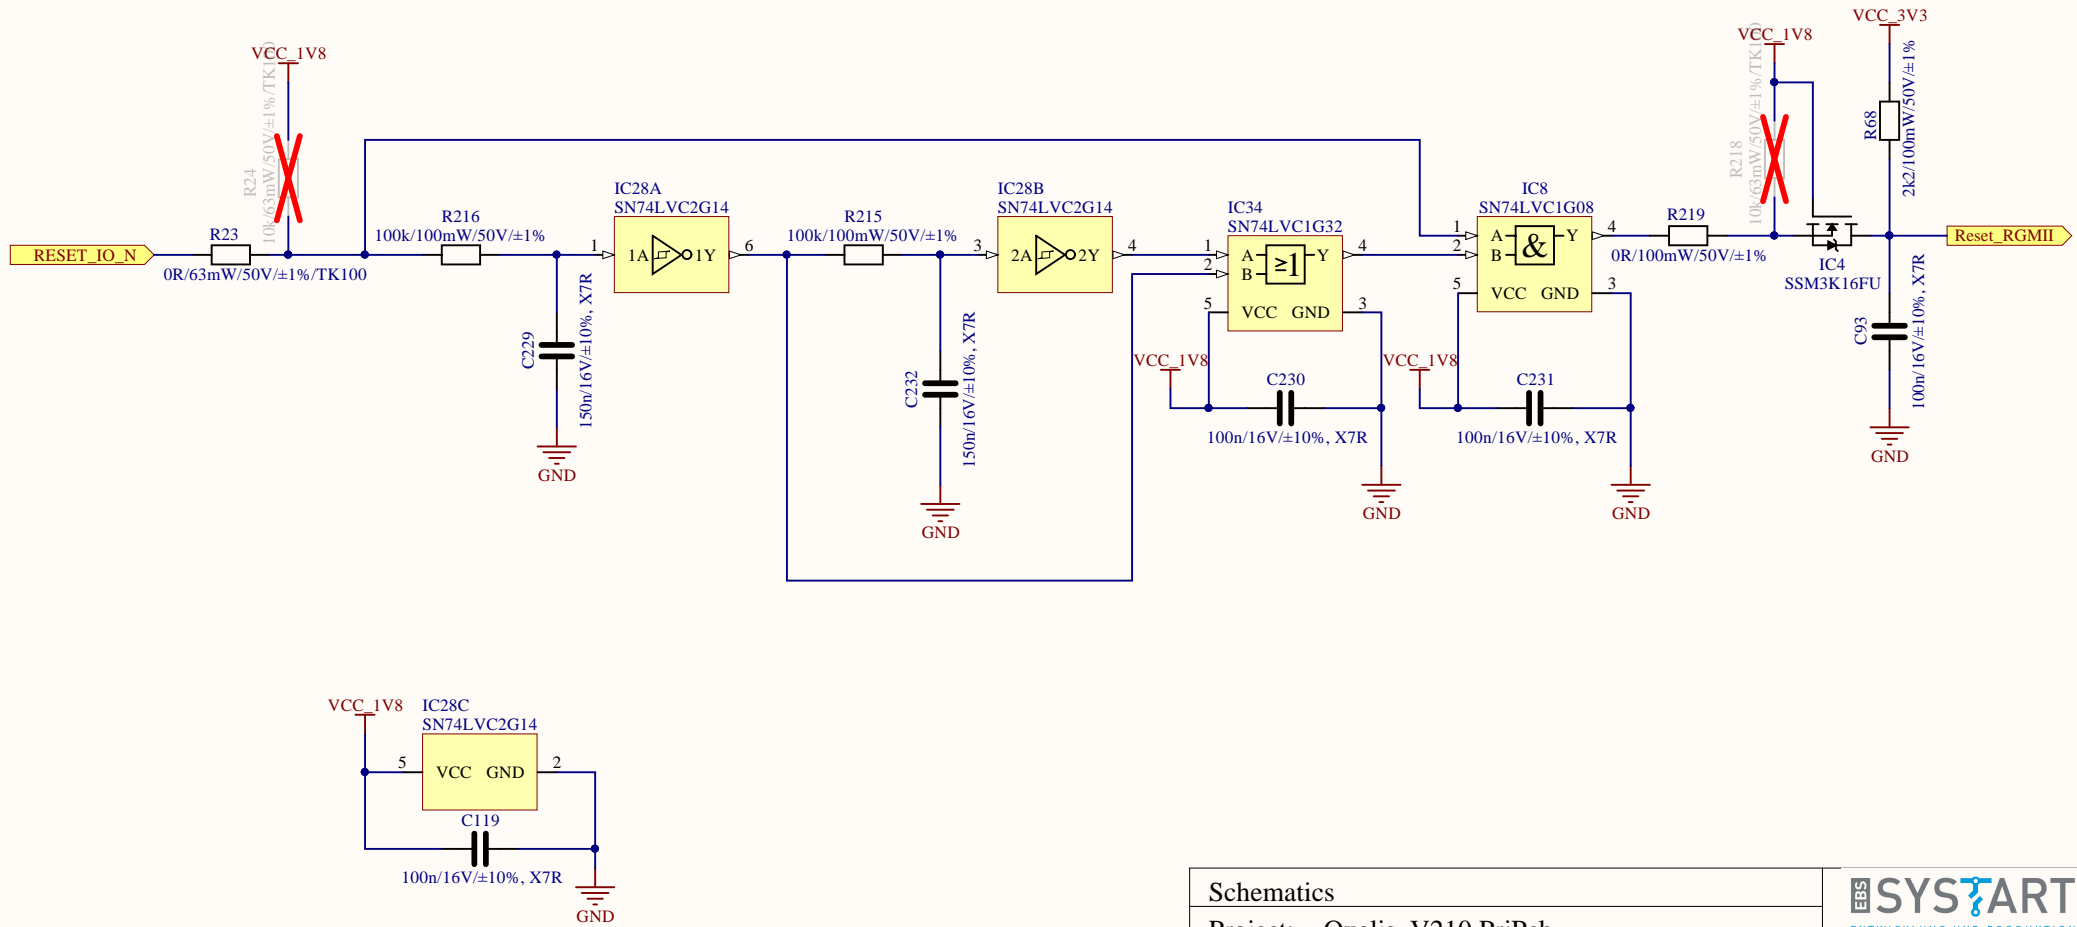 VCC_1V8
R24
10k/63mW/50V/±1%/TK100
RESET_IO_N
R23
0R/63mW/50V/±1%/TK100
R216
100k/100mW/50V/±1%
C229
150n/16V/±10%, X7R
GND
IC28A
SN74LVC2G14
1
1A
1Y
6
R215
100k/100mW/50V/±1%
C232
150n/16V/±10%, X7R
GND
IC28B
SN74LVC2G14
3
2A
2Y
4
IC34
SN74LVC1G32
1
A
2
B
≥1
Y
4
5
VCC
GND
3
VCC_1V8
C230
100n/16V/±10%, X7R
GND
IC8
SN74LVC1G08
1
A
2
B
&
Y
4
5
VCC
GND
3
VCC_1V8
C231
100n/16V/±10%, X7R
GND
R219
0R/100mW/50V/±1%
VCC_1V8
R218
10k/63mW/50V/±1%/TK100
IC4
SSM3K16FU
VCC_3V3
R68
2k2/100mW/50V/±1%
Reset_RGMII
C93
100n/16V/±10%, X7R
GND
VCC_1V8
IC28C
SN74LVC2G14
5
VCC
GND
2
C119
100n/16V/±10%, X7R
GND
Schematics
EBS SYSTART